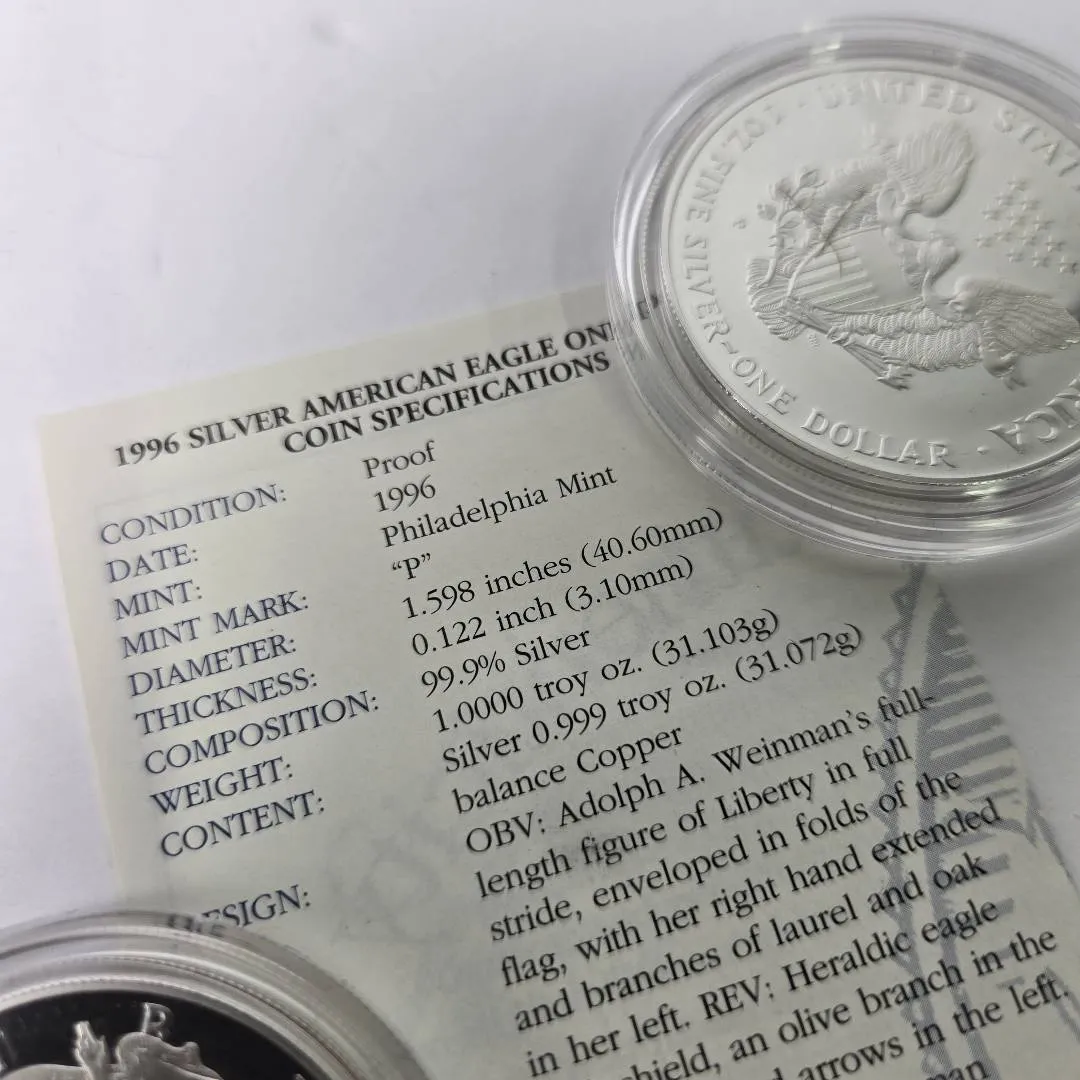 1996 SILVER AMERICAN EAGLE
COIN SPECIFICATIONS
CONDITION: Proof
DATE: 1996
MINT: Philadelphia Mint
MINT MARK: “P”
DIAMETER: 1.598 inches (40.60mm)
THICKNESS: 0.122 inch (3.10mm)
COMPOSITION: 99.9% Silver
WEIGHT: 1.0000 troy oz. (31.103g)
CONTENT: Silver 0.999 troy oz. (31.072g)
balance Copper
OBV: Adolph A. Weinman’s full-
length figure of Liberty in full
stride, enveloped in folds of the
flag, with her right hand extended
and branches of laurel and oak
in her left. REV: Heraldic eagle
an olive branch in the
arrows in the left.
UNITED
1 OZ. FINE SILVER~ONE DOLLAR
P